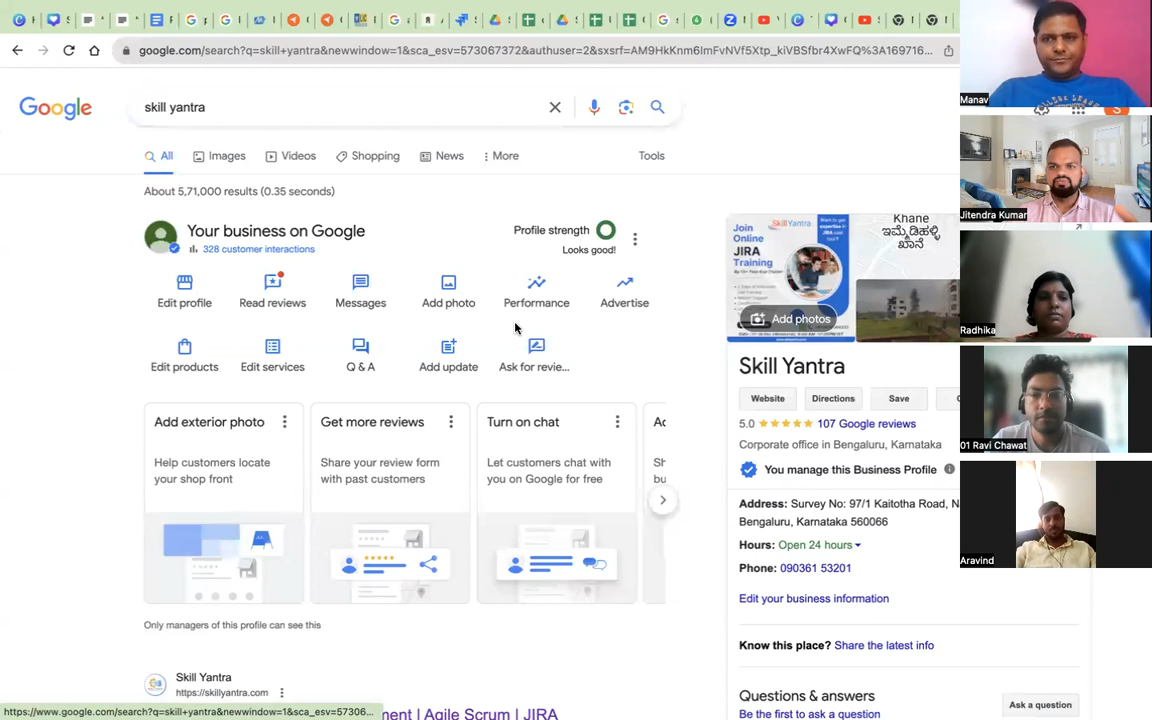 google.com/search?q=skill+yantra&newwindow=1&sca_esv=573067372&authuser=2&sxsrf=AM9HkKnm6ImFvNVf5Xtp_kiVBSfbr4XwFQ%3A169716...
Google
skill yantra
All
Images
Videos
Shopping
News
More
Tools
About 5,71,000 results (0.35 seconds)
Your business on Google
328 customer interactions
Profile strength
Looks good!
Edit profile
Read reviews
Messages
Add photo
Performance
Advertise
Edit products
Edit services
Q & A
Add update
Ask for revie...
Add exterior photo
Help customers locate
your shop front
Get more reviews
Share your review form
with past customers
Turn on chat
Let customers chat with
you on Google for free
Only managers of this profile can see this
Skill Yantra
https://skillyantra.com
ment | Agile Scrum | JIRA
https://www.google.com/search?q=skill+yantra&newwindow=1&sca_esv=57306...
SkillYantra
Join
Online
JIRA
Training
Khane
ಇಮ್ಮಡಿಹಳ್ಳಿ
ಖಾನೆ
Add photos
Skill Yantra
Website
Directions
Save
5.0
107 Google reviews
Corporate office in Bengaluru, Karnataka
You manage this Business Profile
Address: Survey No: 97/1 Kaitotha Road, N
Bengaluru, Karnataka 560066
Hours: Open 24 hours
Phone: 090361 53201
Edit your business information
Know this place? Share the latest info
Questions & answers
Be the first to ask a question
Ask a question
Manav
Jitendra Kumar
Radhika
01 Ravi Chawat
Aravind